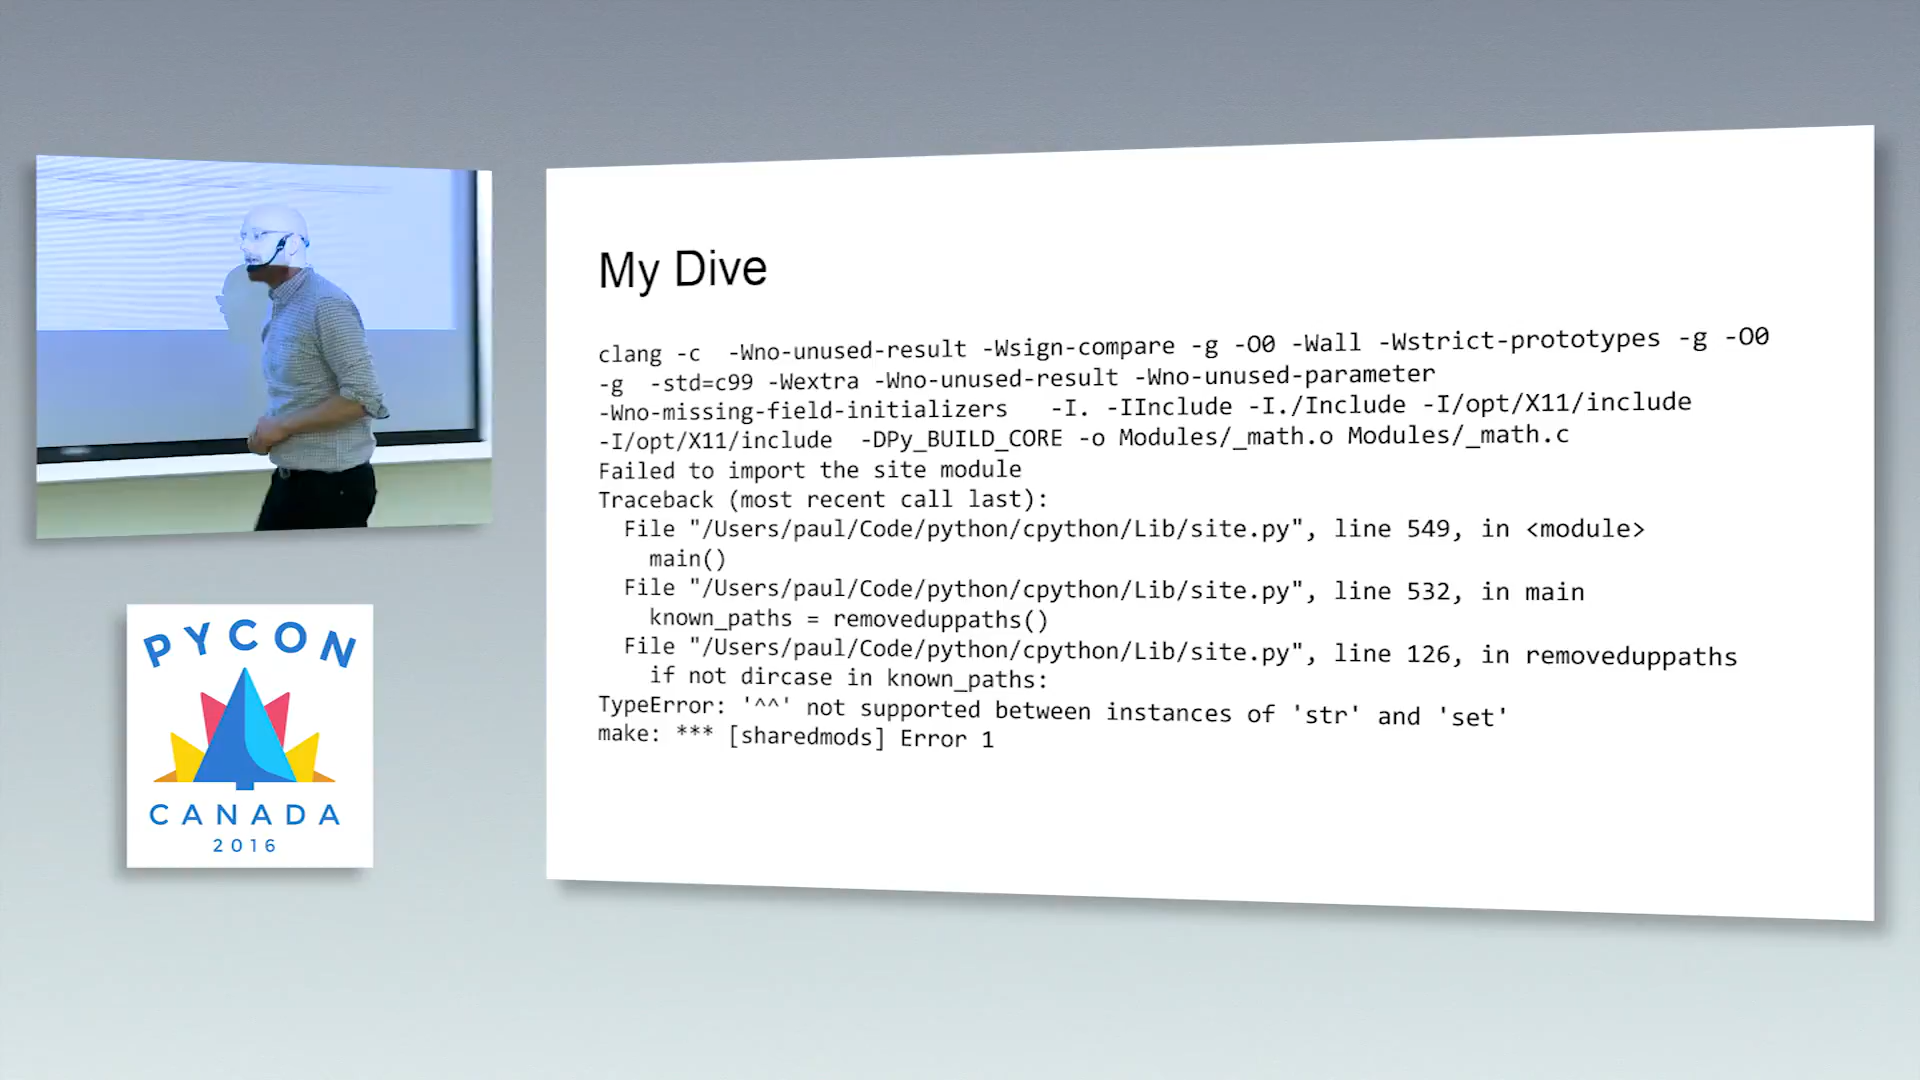 My Dive
clang -c  -Wno-unused-result -Wsign-compare -g -O0 -Wall -Wstrict-prototypes -g -O0
-g  -std=c99 -Wextra -Wno-unused-result -Wno-unused-parameter
-Wno-missing-field-initializers   -I. -IInclude -I./Include -I/opt/X11/include
-I/opt/X11/include  -DPy_BUILD_CORE -o Modules/_math.o Modules/_math.c
Failed to import the site module
Traceback (most recent call last):
  File "/Users/paul/Code/python/cpython/Lib/site.py", line 549, in <module>
    main()
  File "/Users/paul/Code/python/cpython/Lib/site.py", line 532, in main
    known_paths = removeduppaths()
  File "/Users/paul/Code/python/cpython/Lib/site.py", line 126, in removeduppaths
    if not dircase in known_paths:
TypeError: '^^' not supported between instances of 'str' and 'set'
make: *** [sharedmods] Error 1
PYCON
CANADA
2016